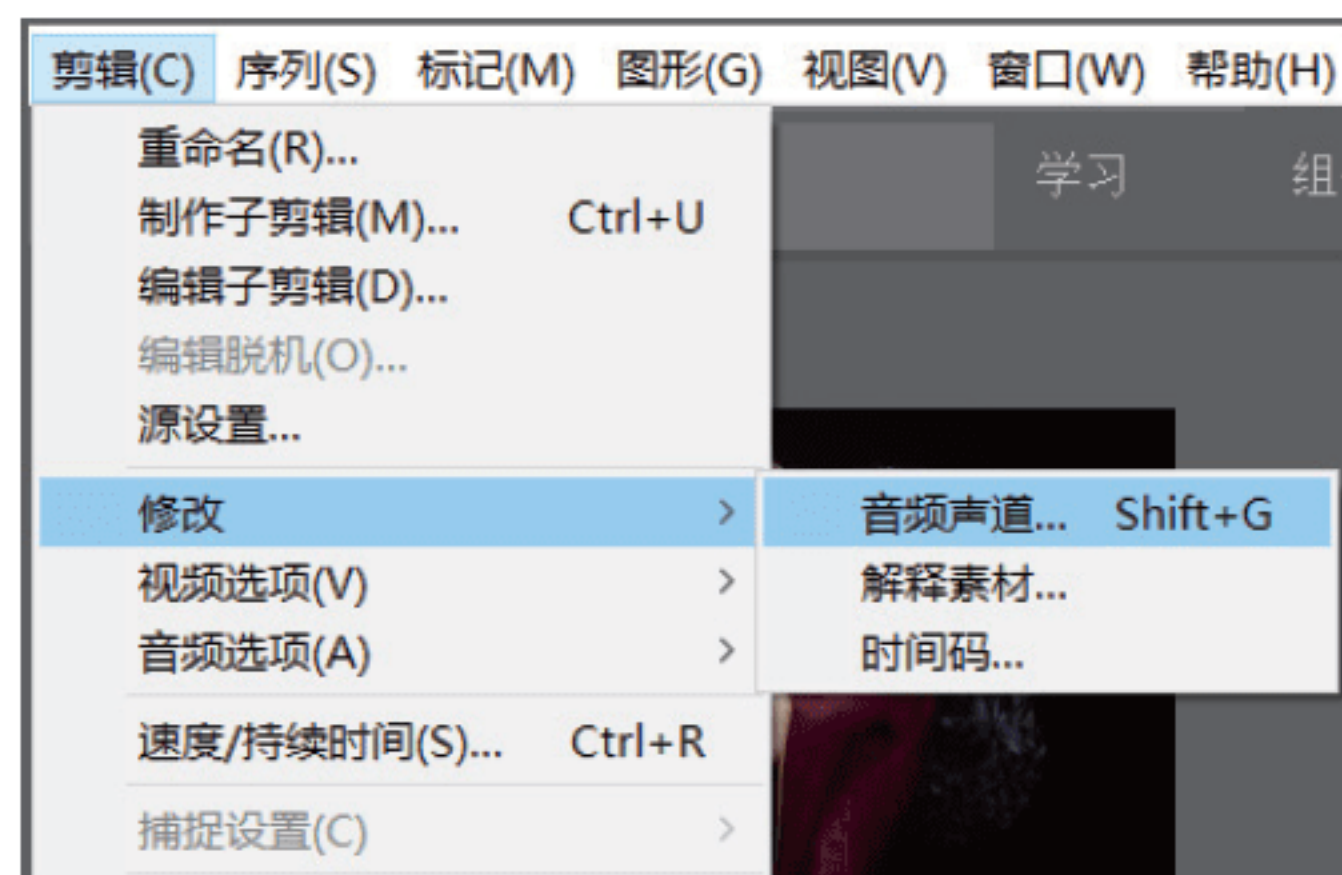 剪辑(C) 序列(S) 标记(M) 图形(G) 视图(V) 窗口(W) 帮助(H)
学习 组
重命名(R)...
制作子剪辑(M)... Ctrl+U
编辑子剪辑(D)...
编辑脱机(O)...
源设置...
修改 >
音频声道... Shift+G
视频选项(V) >
解释素材...
音频选项(A) >
时间码...
速度/持续时间(S)... Ctrl+R
捕捉设置(C) >